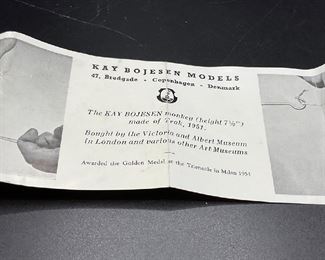 KAY BOJESEN MODELS
47, Bredgade - Copenhagen - Denmark
The KAY BOJESEN monkey (height 7½")
made of Teak, 1951.
Bought by the Victoria and Albert Museum
in London and various other Art Museums
Awarded the Golden Medal at the Triennale in Milan 1954